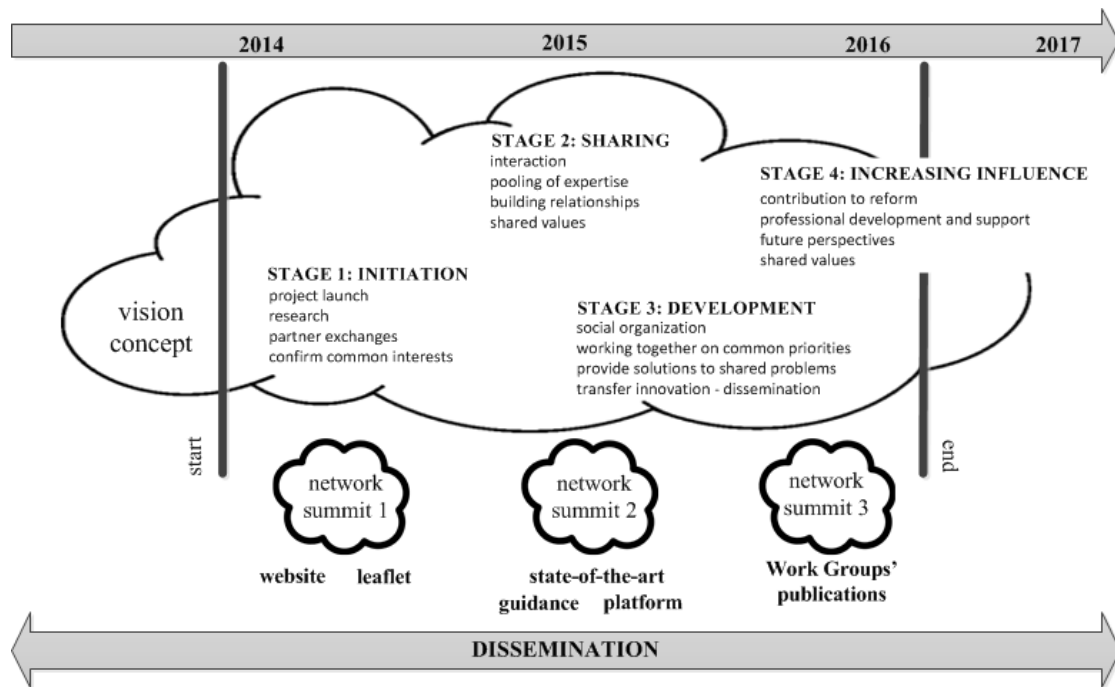 2014 2015 2016 2017
STAGE 2: SHARING
interaction
pooling of expertise
building relationships
shared values
STAGE 4: INCREASING INFLUENCE
contribution to reform
professional development and support
future perspectives
shared values
vision
concept
STAGE 1: INITIATION
project launch
research
partner exchanges
confirm common interests
STAGE 3: DEVELOPMENT
social organization
working together on common priorities
provide solutions to shared problems
transfer innovation - dissemination
start
end
network
summit 1
network
summit 2
network
summit 3
website leaflet
state-of-the-art
guidance platform
Work Groups’
publications
DISSEMINATION